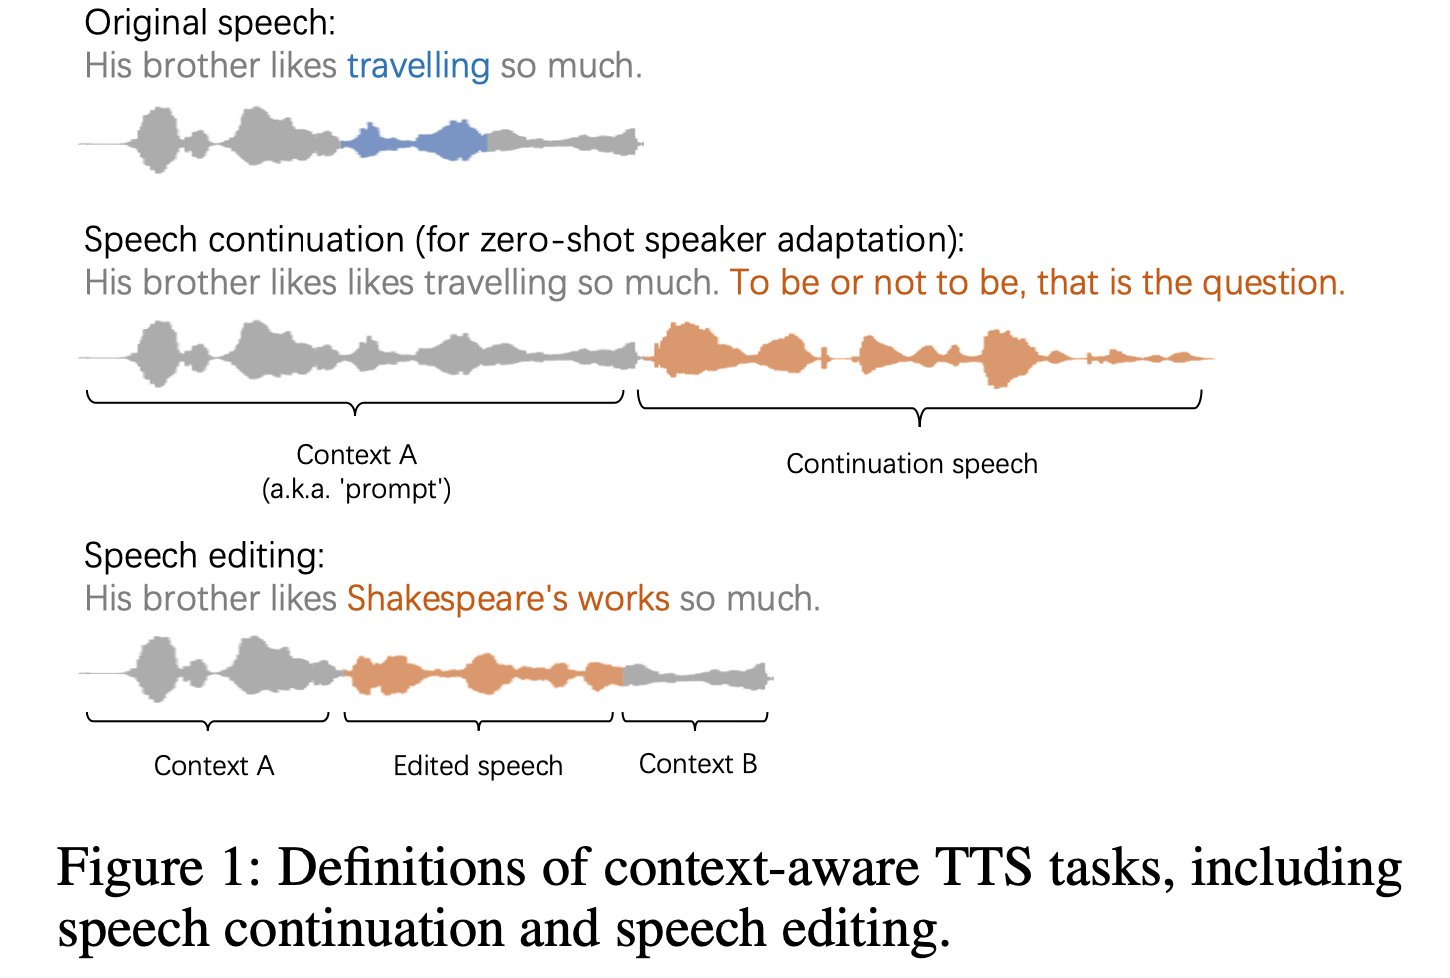 Original speech:
His brother likes travelling so much.
Speech continuation (for zero-shot speaker adaptation):
His brother likes likes travelling so much. To be or not to be, that is the question.
Context A
(a.k.a. 'prompt')
Continuation speech
Speech editing:
His brother likes Shakespeare's works so much.
Context A
Edited speech
Context B
Figure 1: Definitions of context-aware TTS tasks, including
speech continuation and speech editing.